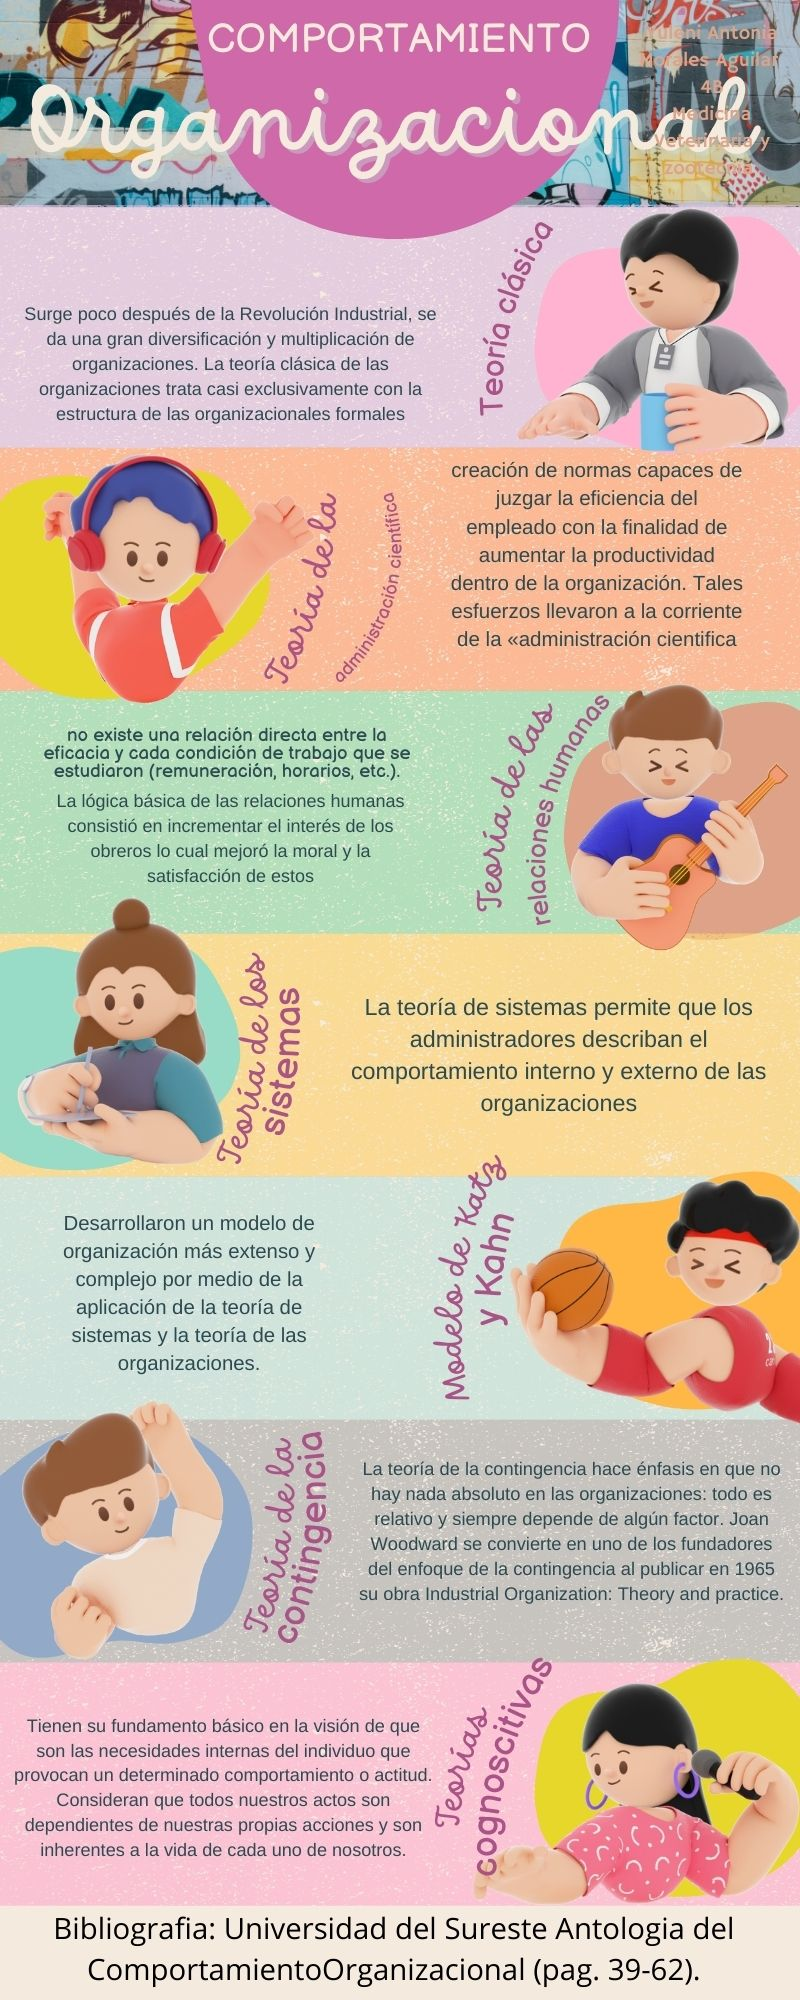 COMPORTAMIENTO
Organizacional
Antonia
Morales Aguilar
4B
Medicina
Veterinaria y
zootecnia
Teoría clásica
Surge poco después de la Revolución Industrial, se
da una gran diversificación y multiplicación de
organizaciones. La teoría clásica de las
organizaciones trata casi exclusivamente con la
estructura de las organizacionales formales
Teoría de la
administración científica
creación de normas capaces de
juzgar la eficiencia del
empleado con la finalidad de
aumentar la productividad
dentro de la organización. Tales
esfuerzos llevaron a la corriente
de la «administración cientifica
no existe una relación directa entre la
eficacia y cada condición de trabajo que se
estudiaron (remuneración, horarios, etc.).
La lógica básica de las relaciones humanas
consistió en incrementar el interés de los
obreros lo cual mejoró la moral y la
satisfacción de estos
Teoría de las
relaciones humanas
Teoría de los
sistemas
La teoría de sistemas permite que los
administradores describan el
comportamiento interno y externo de las
organizaciones
Desarrollaron un modelo de
organización más extenso y
complejo por medio de la
aplicación de la teoría de
sistemas y la teoría de las
organizaciones.
Modelo de Katz
y Kahn
Teoría de la
contingencia
La teoría de la contingencia hace énfasis en que no
hay nada absoluto en las organizaciones: todo es
relativo y siempre depende de algún factor. Joan
Woodward se convierte en uno de los fundadores
del enfoque de la contingencia al publicar en 1965
su obra Industrial Organization: Theory and practice.
Tienen su fundamento básico en la visión de que
son las necesidades internas del individuo que
provocan un determinado comportamiento o actitud.
Consideran que todos nuestros actos son
dependientes de nuestras propias acciones y son
inherentes a la vida de cada uno de nosotros.
Teorías
cognoscitivas
Bibliografia: Universidad del Sureste Antologia del
ComportamientoOrganizacional (pag. 39-62).